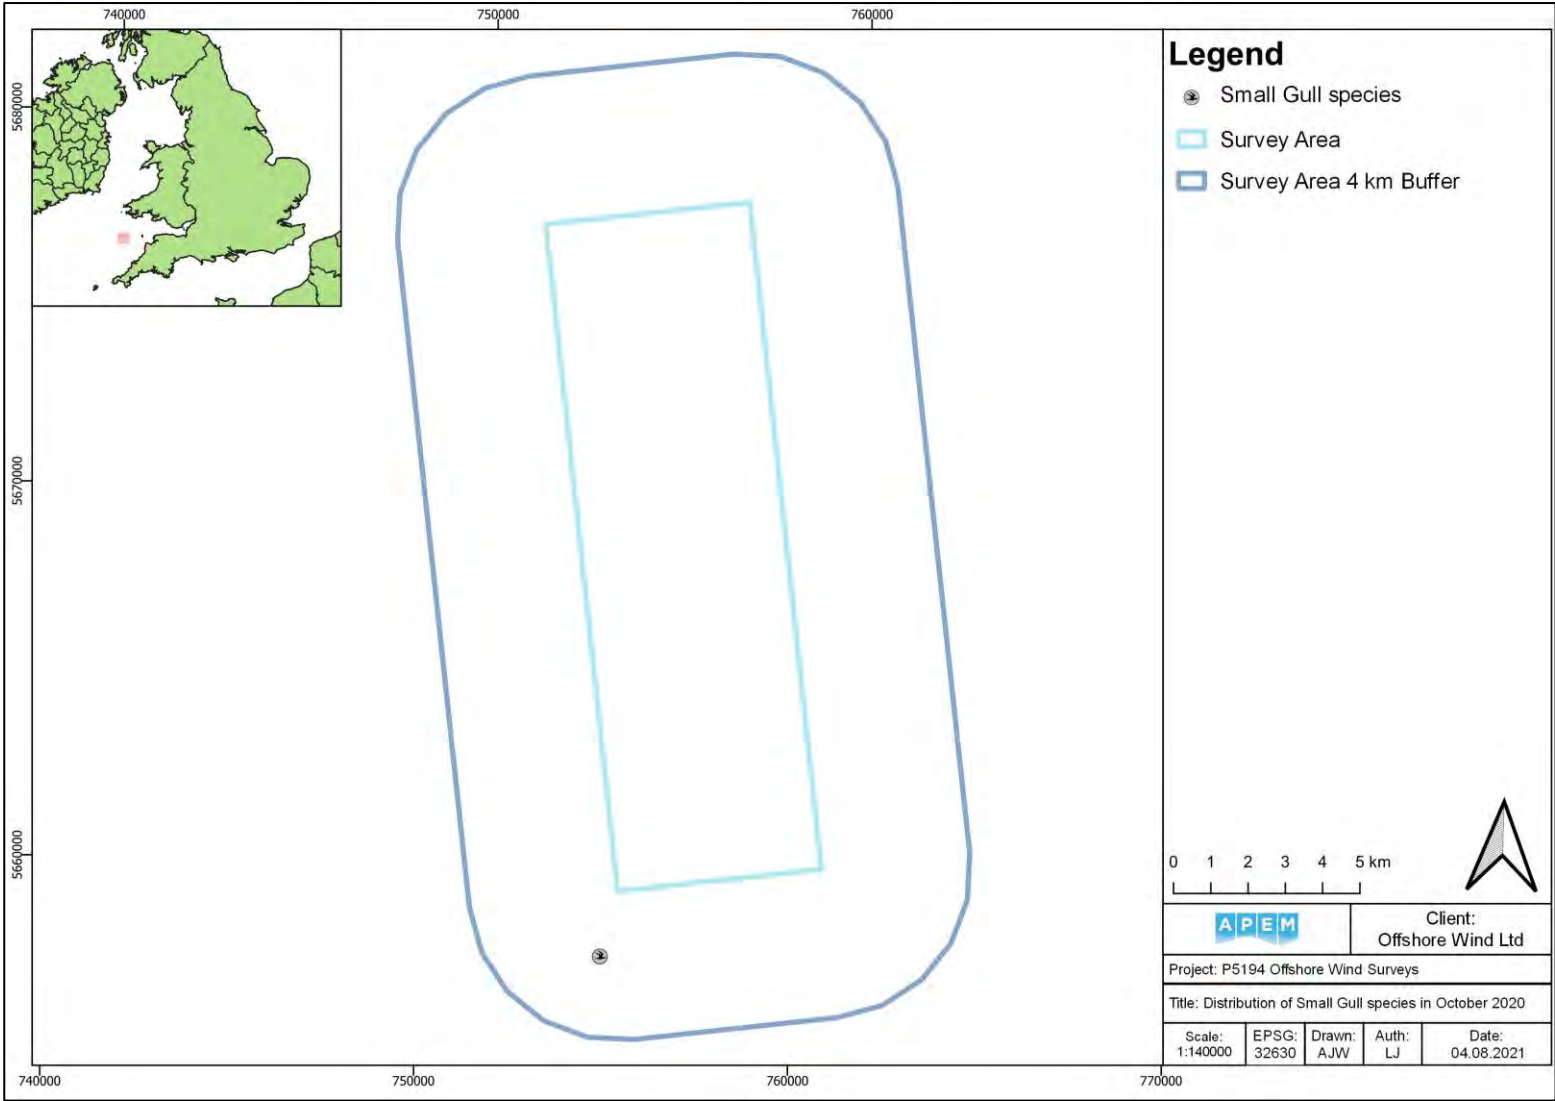 740000
750000
760000
5680000
5670000
5660000
740000
750000
760000
770000
Legend
Small Gull species
Survey Area
Survey Area 4 km Buffer
0 1 2 3 4 5 km
APEM
Client:
Offshore Wind Ltd
Project: P5194 Offshore Wind Surveys
Title: Distribution of Small Gull species in October 2020
Scale:
1:140000
EPSG:
32630
Drawn:
AJW
Auth:
LJ
Date:
04.08.2021